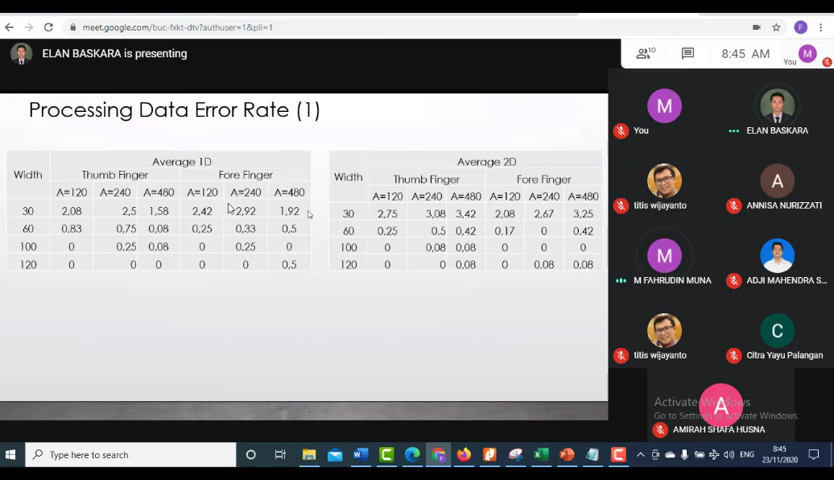 meet.google.com/buc-fxkt-dtv?authuser=1&pli=1
F
ELAN BASKARA is presenting
10
8:45 AM
You
M
Processing Data Error Rate (1)
Width Average 1D
Thumb Finger Fore Finger
A=120 A=240 A=480 A=120 A=240 A=480
30 2,08 2,5 1,58 2,42 2,92 1,92
60 0,83 0,75 0,08 0,25 0,33 0,5
100 0 0,25 0,08 0 0,25 0
120 0 0 0 0 0 0,5
Width Average 2D
Thumb Finger Fore Finger
A=120 A=240 A=480 A=120 A=240 A=480
30 2,75 3,08 3,42 2,08 2,67 3,25
60 0,25 0,5 0,42 0,17 0 0,42
100 0 0,08 0,08 0 0 0
120 0 0 0,08 0 0,08 0,08
M
You
ELAN BASKARA
titis wijayanto
A
ANNISA NURIZZATI
M
M FAHRUDIN MUNA
ADJI MAHENDRA S...
titis wijayanto
C
Citra Yayu Palangan
A
AMIRAH SHAFA HUSNA
Activate Windows
Go to Settings to activate Windows.
Type here to search
ENG
8:45
23/11/2020